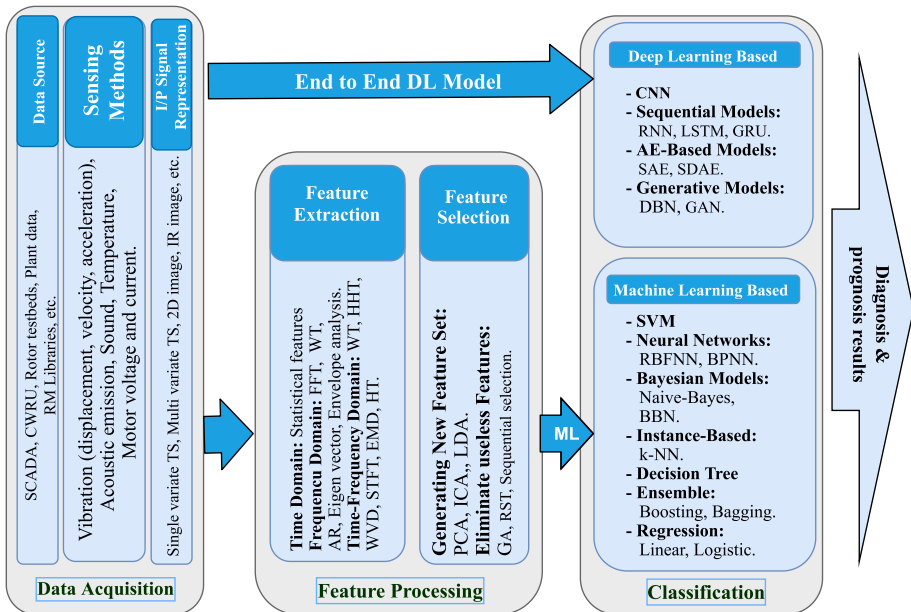 Data Source
SCADA, CWRU, Rotor testbeds, Plant data,
RM Libraries, etc.
Sensing
Methods
Vibration (displacement, velocity, acceleration),
Acoustic emission, Sound, Temperature,
Motor voltage and current.
I/P Signal
Representation
Single variate TS, Multi variate TS, 2D image, IR image, etc.
Data Acquisition
End to End DL Model
Feature
Extraction
Time Domain: Statistical features
Frequencu Domain: FFT, WT,
AR, Eigen vector, Envelope analysis.
Time-Frequency Domain: WT, HHT,
WVD, STFT, EMD, HT.
Feature
Selection
Generating New Feature Set:
PCA, ICA,, LDA.
Eliminate useless Features:
GA, RST, Sequential selection.
Feature Processing
ML
Deep Learning Based
- CNN
- Sequential Models:
RNN, LSTM, GRU.
- AE-Based Models:
SAE, SDAE.
- Generative Models:
DBN, GAN.
Machine Learning Based
- SVM
- Neural Networks:
RBFNN, BPNN.
- Bayesian Models:
Naive-Bayes,
BBN.
- Instance-Based:
k-NN.
- Decision Tree
- Ensemble:
Boosting, Bagging.
- Regression:
Linear, Logistic.
Classification
Diagnosis &
prognosis results